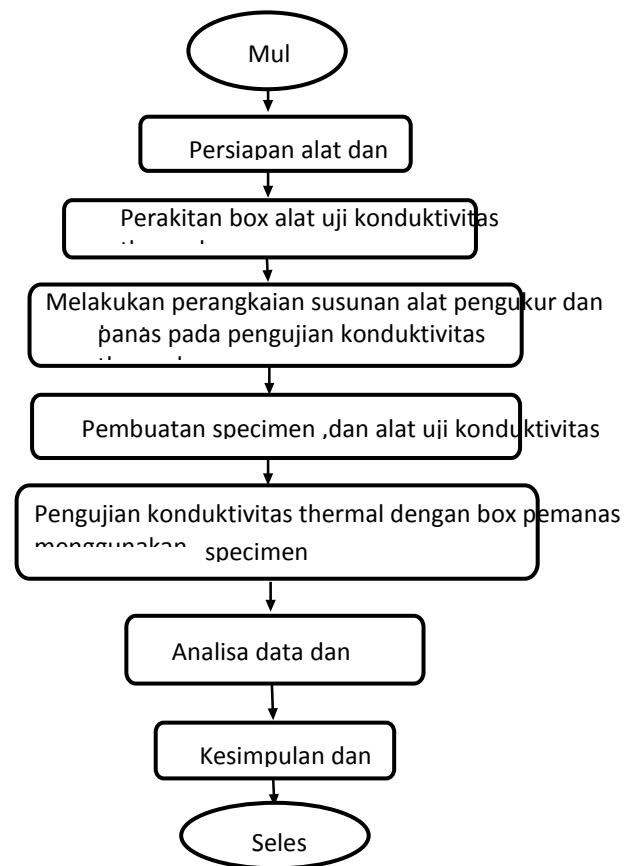 Mul
Persiapan alat dan
Perakitan box alat uji konduktivitas
Melakukan perangkaian susunan alat pengukur dan
panas pada pengujian konduktivitas
Pembuatan specimen ,dan alat uji konduktivitas
Pengujian konduktivitas thermal dengan box pemanas
menggunakan specimen
Analisa data dan
Kesimpulan dan
Seles